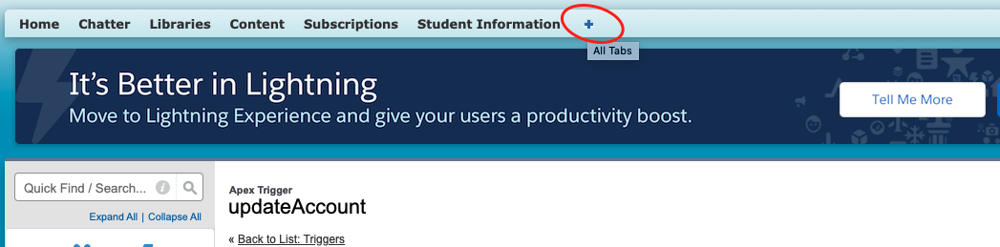 Home Chatter Libraries Content Subscriptions Student Information +
All Tabs
It's Better in Lightning
Move to Lightning Experience and give your users a productivity boost.
Tell Me More
Quick Find / Search... i
Expand All | Collapse All
Apex Trigger
updateAccount
« Back to List: Triggers